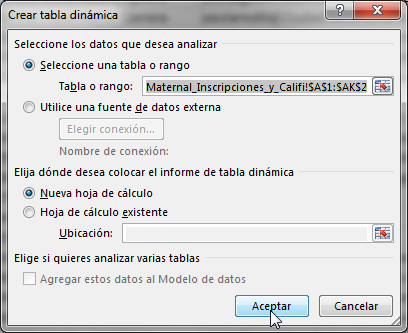 Crear tabla dinámica
Seleccione los datos que desea analizar
Seleccione una tabla o rango
Tabla o rango: Maternal_Inscripciones_y_Califi!$A$1:$AK$2
Utilice una fuente de datos externa
Elegir conexión...
Nombre de conexión:
Elija dónde desea colocar el informe de tabla dinámica
Nueva hoja de cálculo
Hoja de cálculo existente
Ubicación:
Elige si quieres analizar varias tablas
Agregar estos datos al Modelo de datos
Aceptar Cancelar